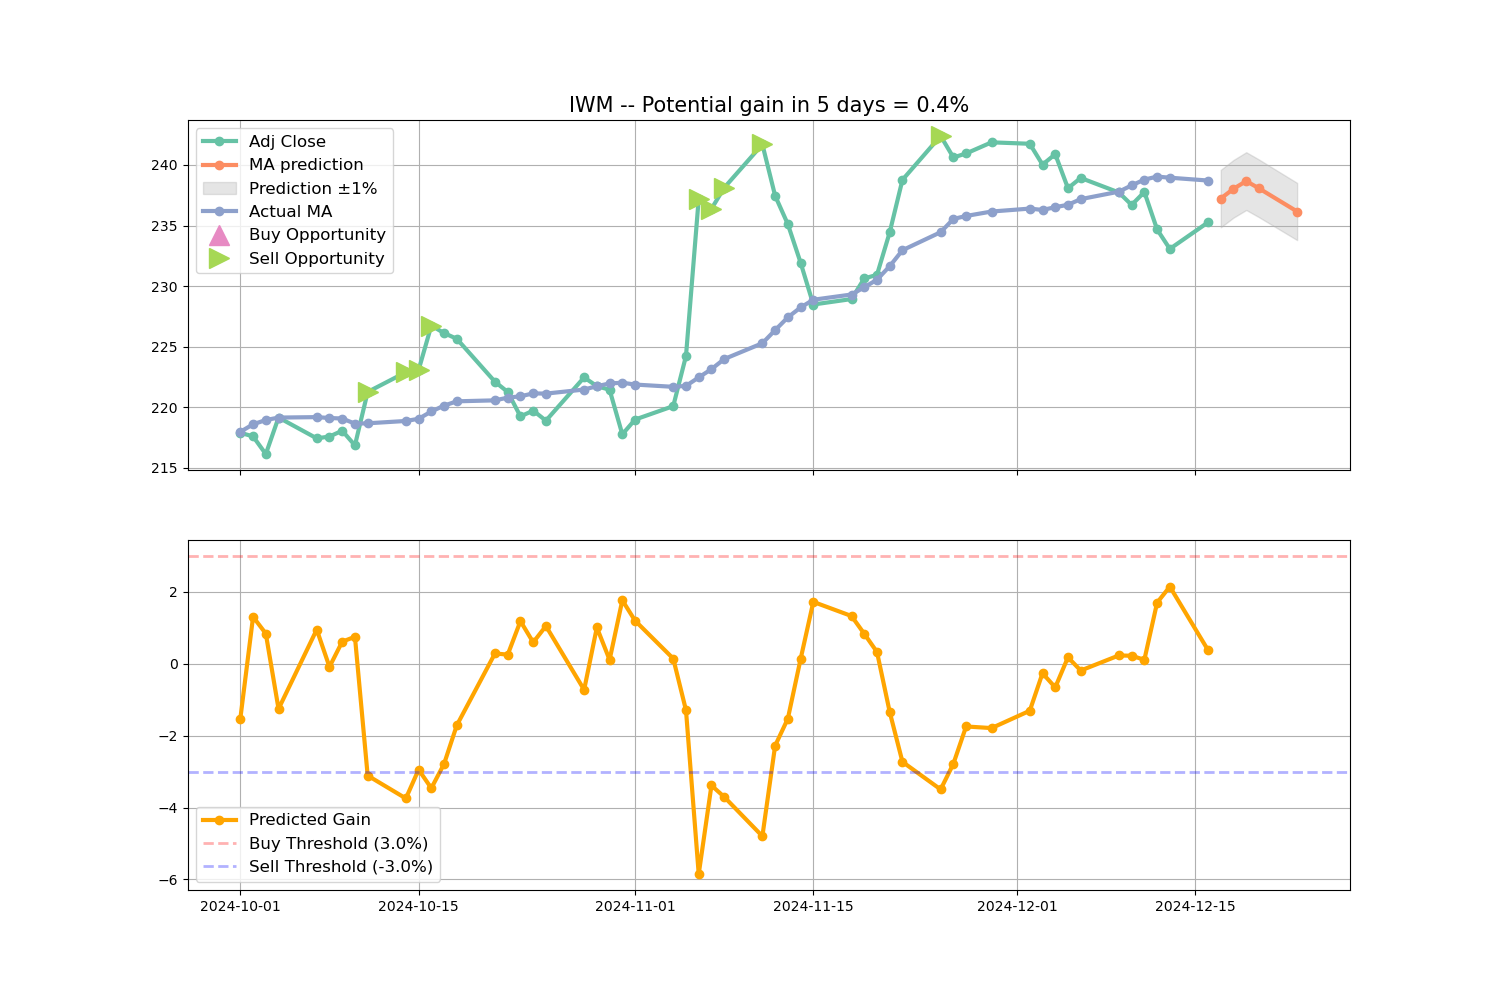 IWM -- Potential gain in 5 days = 0.4%
Adj Close
MA prediction
Prediction ±1%
Actual MA
Buy Opportunity
Sell Opportunity
240
235
230
225
220
215
2
0
−2
−4
−6
Predicted Gain
Buy Threshold (3.0%)
Sell Threshold (-3.0%)
2024-10-01
2024-10-15
2024-11-01
2024-11-15
2024-12-01
2024-12-15